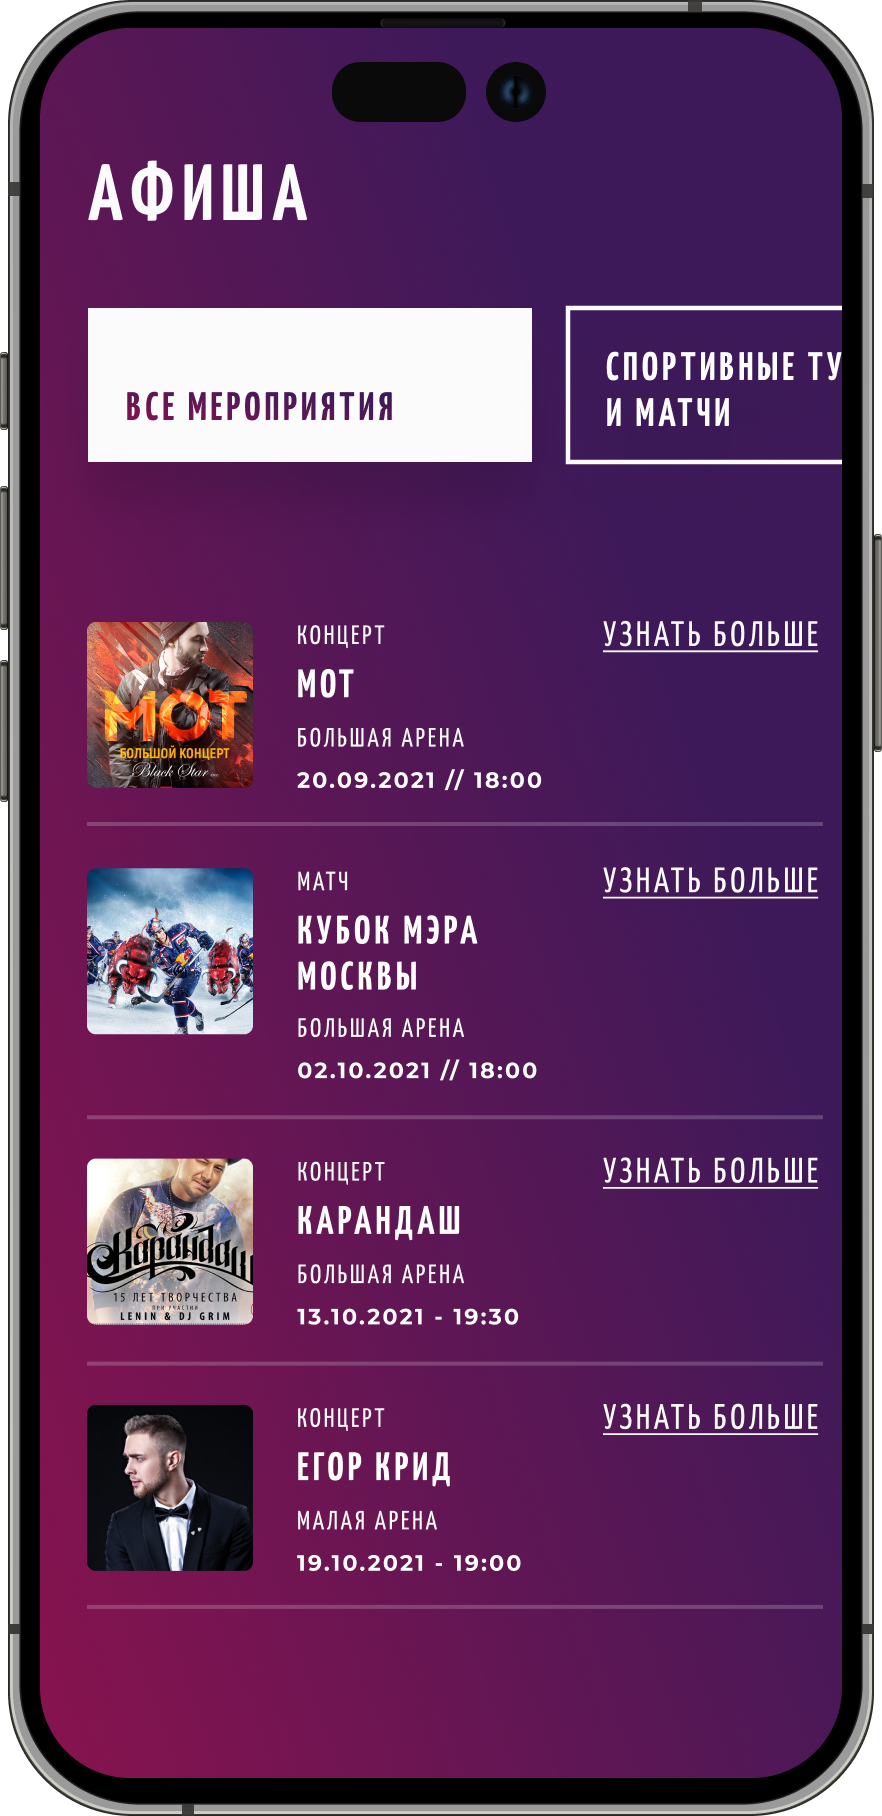 АФИША
ВСЕ МЕРОПРИЯТИЯ
СПОРТИВНЫЕ ТУ
И МАТЧИ
МОТ
БОЛЬШОЙ КОНЦЕРТ
Black Star
КОНЦЕРТ
МОТ
БОЛЬШАЯ АРЕНА
20.09.2021 // 18:00
УЗНАТЬ БОЛЬШЕ
МАТЧ
КУБОК МЭРА
МОСКВЫ
БОЛЬШАЯ АРЕНА
02.10.2021 // 18:00
УЗНАТЬ БОЛЬШЕ
Карандаш
15 ЛЕТ ТВОРЧЕСТВА
ПРИ УЧАСТИИ
LENIN & DJ GRIM
КОНЦЕРТ
КАРАНДАШ
БОЛЬШАЯ АРЕНА
13.10.2021 - 19:30
УЗНАТЬ БОЛЬШЕ
КОНЦЕРТ
ЕГОР КРИД
МАЛАЯ АРЕНА
19.10.2021 - 19:00
УЗНАТЬ БОЛЬШЕ